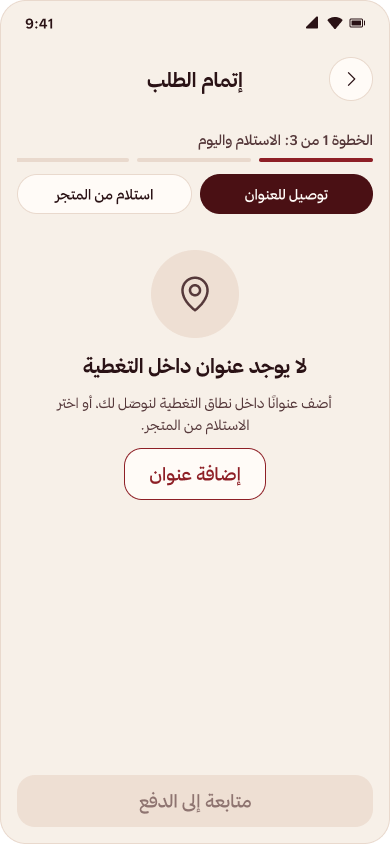 9:41
إتمام الطلب
الخطوة 1 من 3: الاستلام واليوم
توصيل للعنوان
استلام من المتجر
لا يوجد عنوان داخل التغطية
أضف عنوانًا داخل نطاق التغطية لنوصل لك، أو اختر
الاستلام من المتجر.
إضافة عنوان
متابعة إلى الدفع